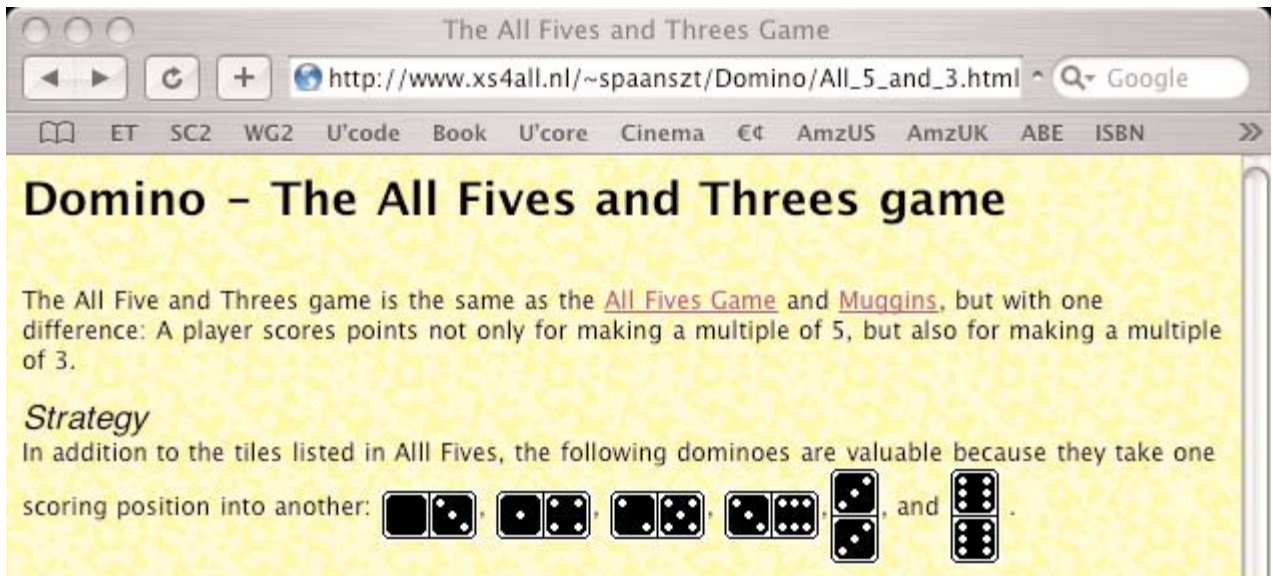 The All Fives and Threes Game
http://www.xs4all.nl/~spaanszt/Domino/All_5_and_3.html
Google
ET SC2 WG2 U'code Book U'core Cinema €¢ AmzUS AmzUK ABE ISBN
Domino – The All Fives and Threes game
The All Five and Threes game is the same as the All Fives Game and Muggins, but with one
difference: A player scores points not only for making a multiple of 5, but also for making a multiple
of 3.
Strategy
In addition to the tiles listed in Alll Fives, the following dominoes are valuable because they take one
scoring position into another: , , , , , and .